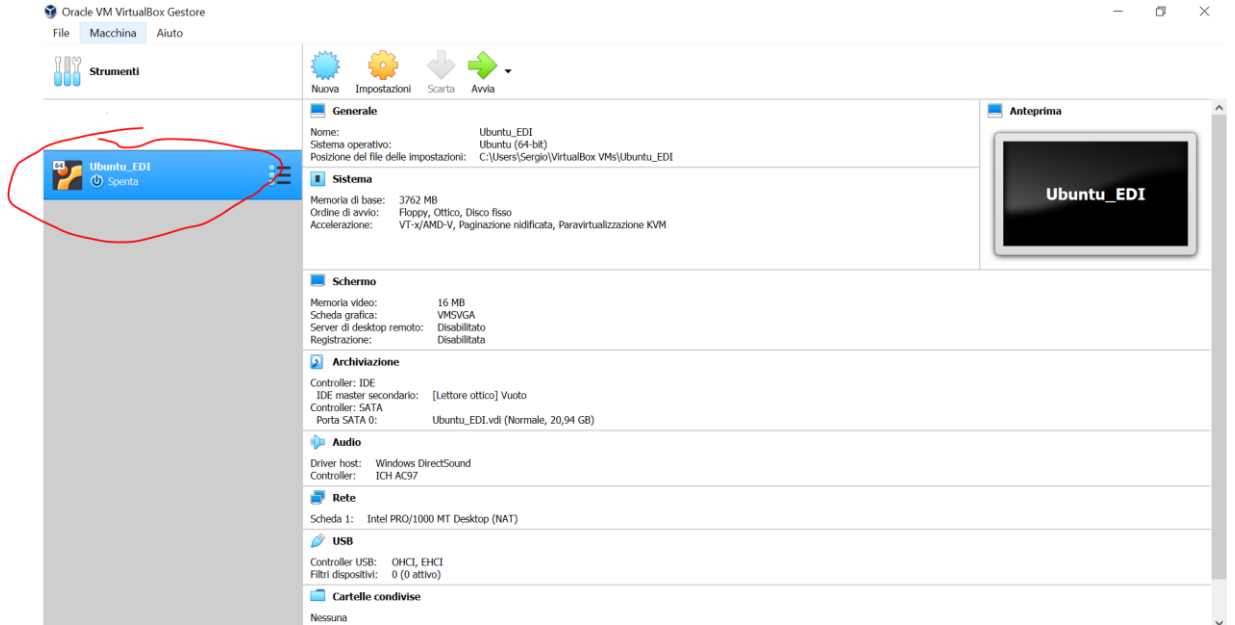 Oracle VM VirtualBox Gestore
File Macchina Aiuto
Strumenti
Nuova Impostazioni Scarta Avvia
64
Ubuntu_EDI
Spenta
Generale
Nome: Ubuntu_EDI
Sistema operativo: Ubuntu (64-bit)
Posizione del file delle impostazioni: C:\Users\Sergio\VirtualBox VMs\Ubuntu_EDI
Anteprima
Ubuntu_EDI
Sistema
Memoria di base: 3762 MB
Ordine di avvio: Floppy, Ottico, Disco fisso
Accelerazione: VT-x/AMD-V, Paginazione nidificata, Paravirtualizzazione KVM
Schermo
Memoria video: 16 MB
Scheda grafica: VMSVGA
Server di desktop remoto: Disabilitato
Registrazione: Disabilitata
Archiviazione
Controller: IDE
IDE master secondario: [Lettore ottico] Vuoto
Controller: SATA
Porta SATA 0: Ubuntu_EDI.vdi (Normale, 20,94 GB)
Audio
Driver host: Windows DirectSound
Controller: ICH AC97
Rete
Scheda 1: Intel PRO/1000 MT Desktop (NAT)
USB
Controller USB: OHCI, EHCI
Filtri dispositivi: 0 (0 attivo)
Cartelle condivise
Nessuna